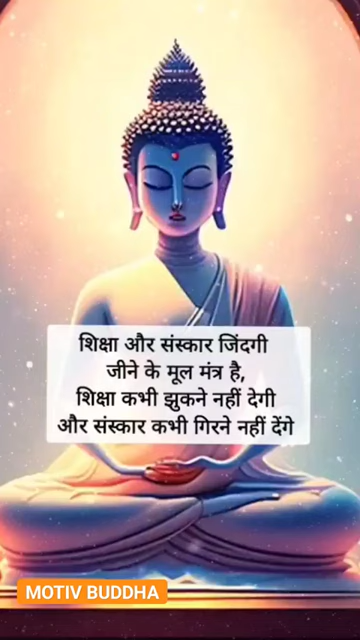 शिक्षा और संस्कार जिंदगी
जीने के मूल मंत्र है,
शिक्षा कभी झुकने नहीं देगी
और संस्कार कभी गिरने नहीं देंगे
MOTIV BUDDHA